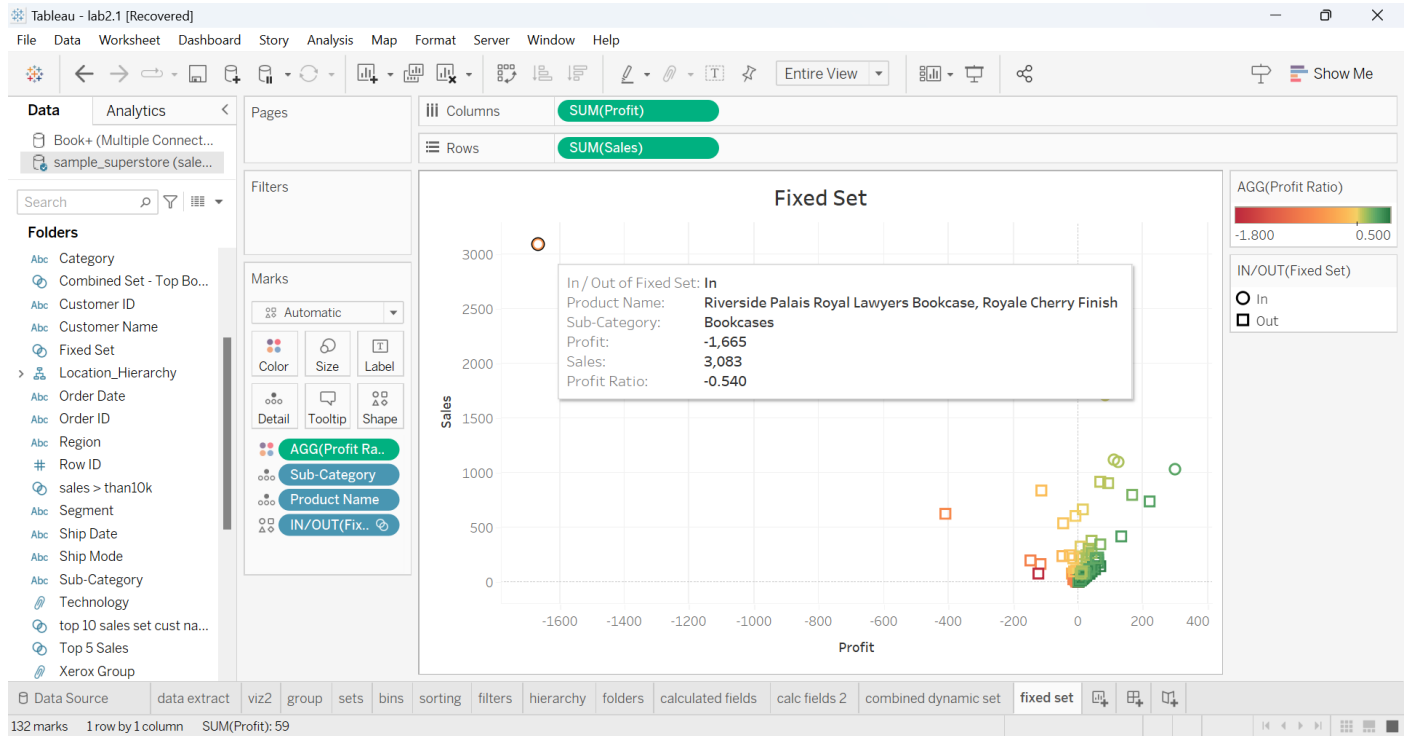 Tableau - lab2.1 [Recovered]
File Data Worksheet Dashboard Story Analysis Map Format Server Window Help
Entire View
Show Me
Data Analytics
Book+ (Multiple Connect...
sample_superstore (sale...
Search
Folders
Abc Category
Combined Set - Top Bo...
Abc Customer ID
Abc Customer Name
Fixed Set
Location_Hierarchy
Abc Order Date
Abc Order ID
Abc Region
# Row ID
sales > than10k
Abc Segment
Abc Ship Date
Abc Ship Mode
Abc Sub-Category
Technology
top 10 sales set cust na...
Top 5 Sales
Xerox Group
Pages
Filters
Marks
Automatic
Color Size Label
Detail Tooltip Shape
AGG(Profit Ra..
Sub-Category
Product Name
IN/OUT(Fix..
Columns SUM(Profit)
Rows SUM(Sales)
Fixed Set
3000
2500
2000
1500
1000
500
0
Sales
In / Out of Fixed Set: In
Product Name: Riverside Palais Royal Lawyers Bookcase, Royale Cherry Finish
Sub-Category: Bookcases
Profit: -1,665
Sales: 3,083
Profit Ratio: -0.540
-1600 -1400 -1200 -1000 -800 -600 -400 -200 0 200 400
Profit
AGG(Profit Ratio)
-1.800 0.500
IN/OUT(Fixed Set)
In
Out
Data Source data extract viz2 group sets bins sorting filters hierarchy folders calculated fields calc fields 2 combined dynamic set fixed set
132 marks 1 row by 1 column SUM(Profit): 59